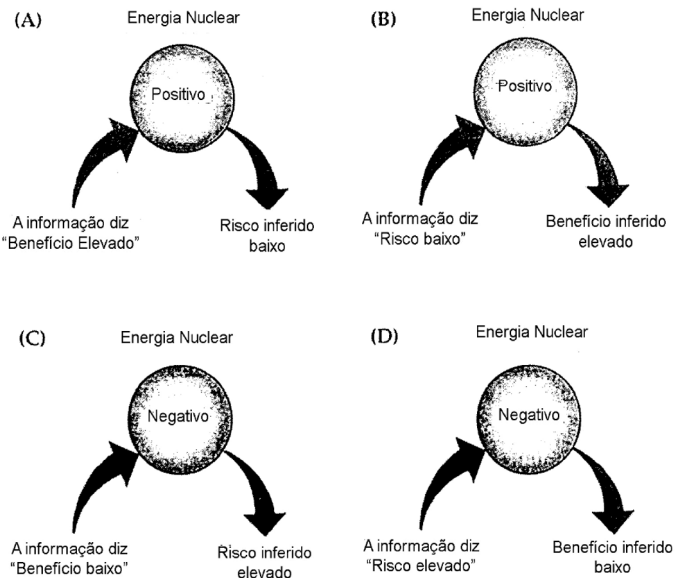 (A)
Energia Nuclear
Positivo
A informação diz
“Benefício Elevado”
Risco inferido
baixo
(B)
Energia Nuclear
Positivo
A informação diz
“Risco baixo”
Benefício inferido
elevado
(C)
Energia Nuclear
Negativo
A informação diz
“Benefício baixo”
Risco inferido
elevado
(D)
Energia Nuclear
Negativo
A informação diz
“Risco elevado”
Benefício inferido
baixo